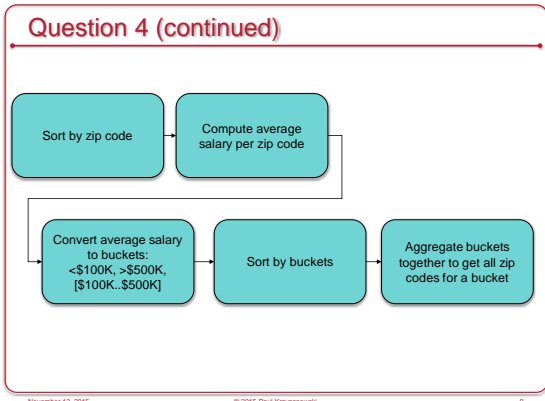 Question 4 (continued)
Sort by zip code
Compute average
salary per zip code
Convert average salary
to buckets:
<$100K, >$500K,
[$100K..$500K]
Sort by buckets
Aggregate buckets
together to get all zip
codes for a bucket